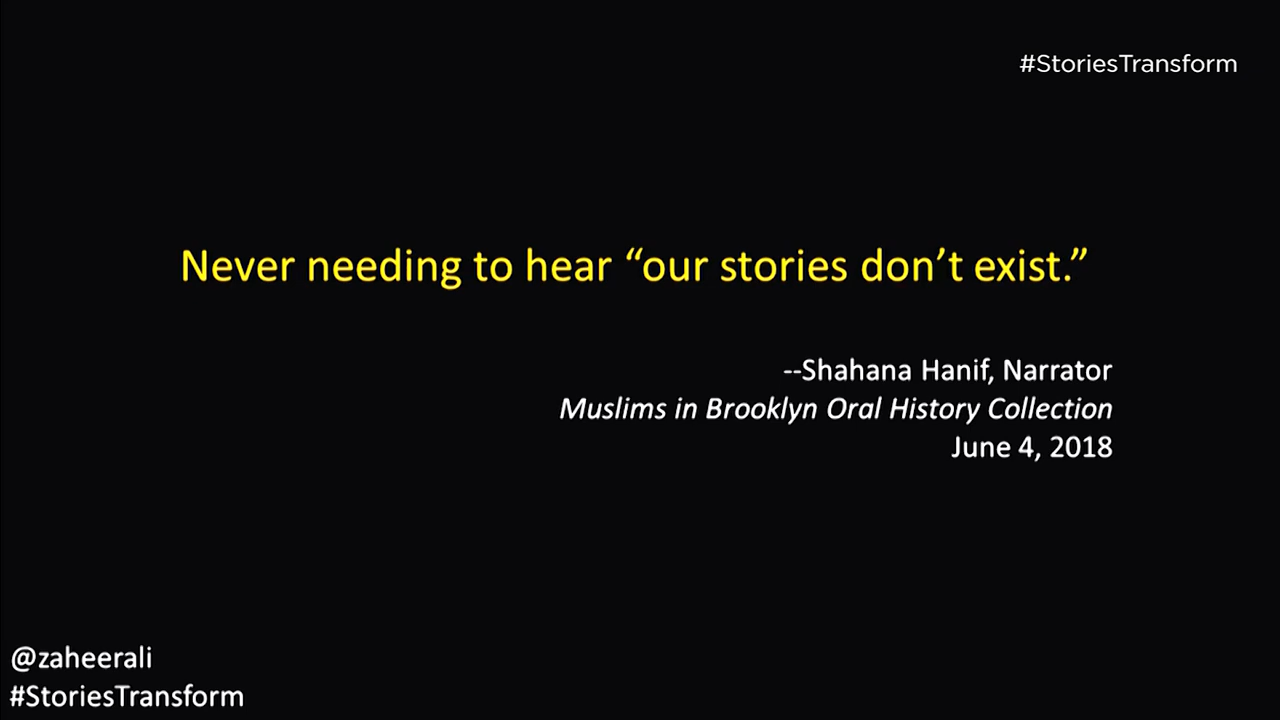 #StoriesTransform
Never needing to hear “our stories don’t exist.”
--Shahana Hanif, Narrator
Muslims in Brooklyn Oral History Collection
June 4, 2018
@zaheerali
#StoriesTransform